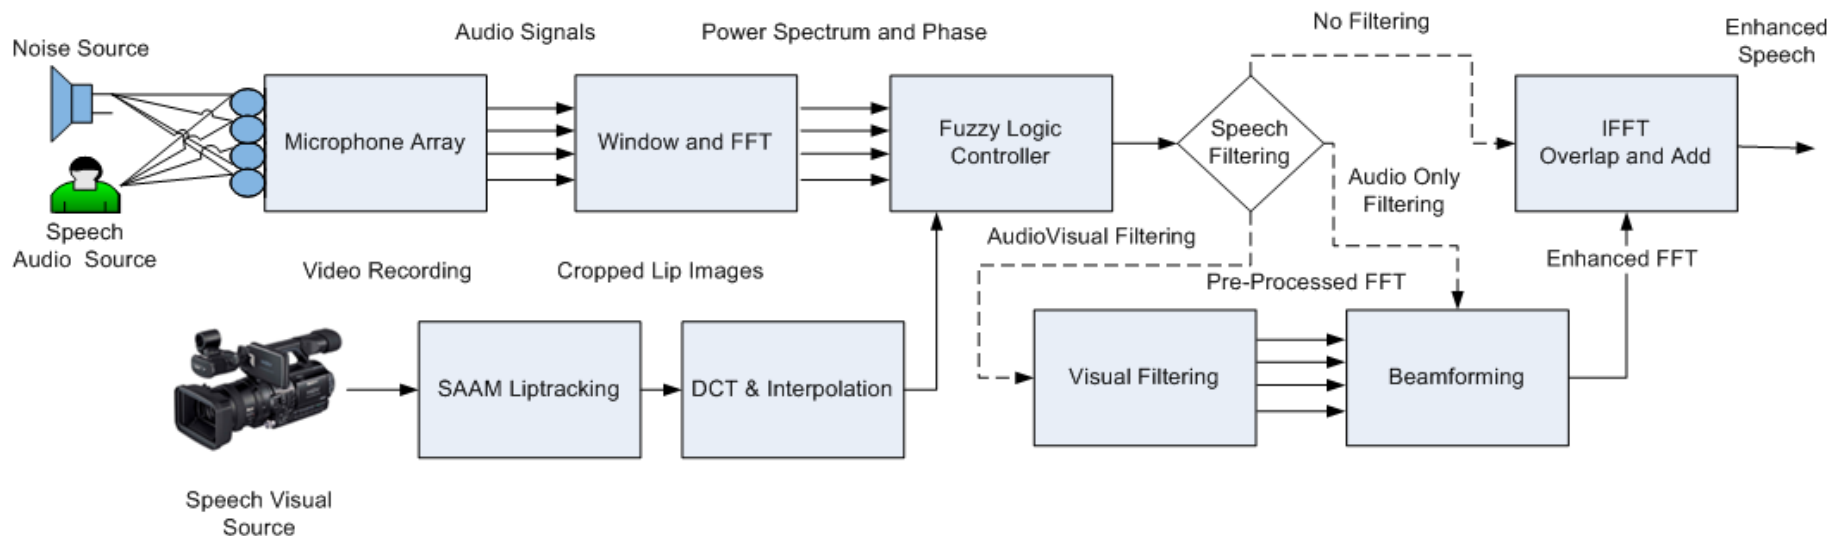 Noise Source
Audio Signals
Power Spectrum and Phase
No Filtering
Enhanced
Speech
Microphone Array
Window and FFT
Fuzzy Logic
Controller
Speech
Filtering
IFFT
Overlap and Add
Audio Only
Filtering
Speech
Audio Source
AudioVisual Filtering
Enhanced FFT
Video Recording
Cropped Lip Images
Pre-Processed FFT
SAAM Liptracking
DCT & Interpolation
Visual Filtering
Beamforming
Speech Visual
Source